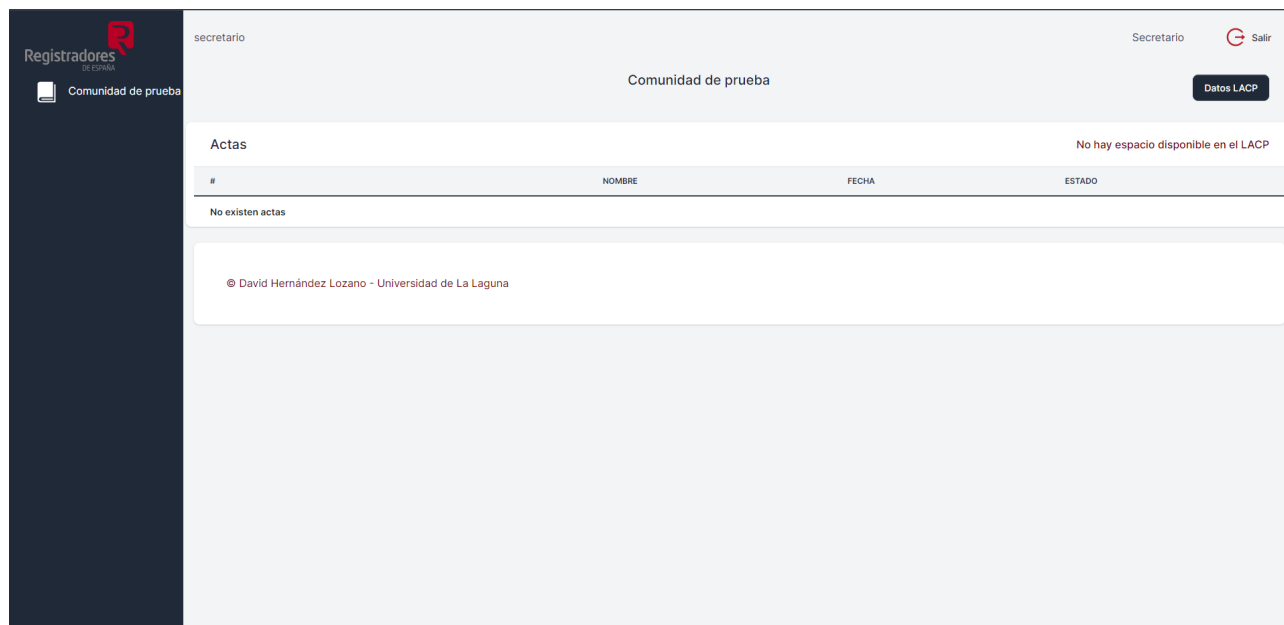 Registradores
DE ESPAÑA
Comunidad de prueba
secretario
Secretario
Salir
Comunidad de prueba
Datos LACP
Actas
No hay espacio disponible en el LACP
# NOMBRE FECHA ESTADO
No existen actas
© David Hernández Lozano - Universidad de La Laguna